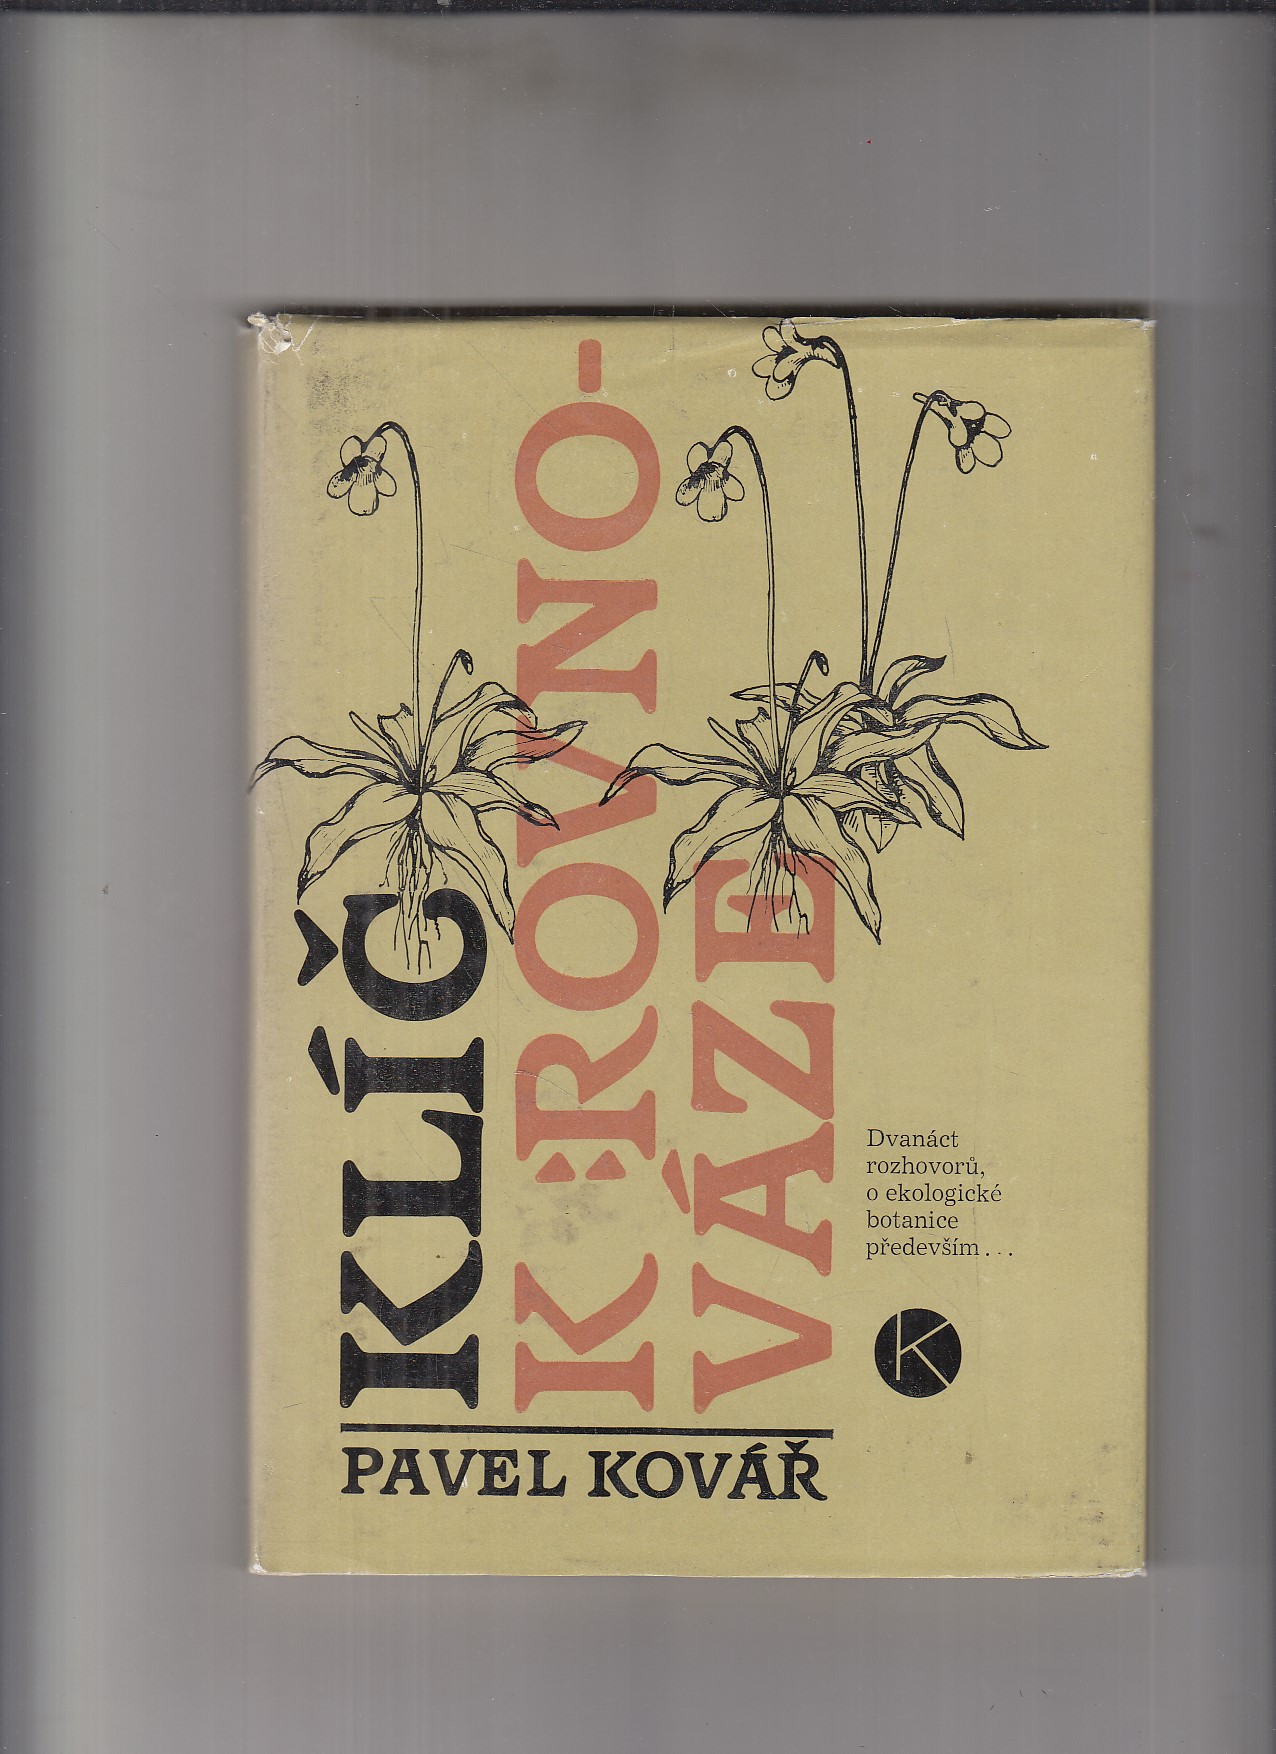 KLÍČ
K ROVNO-
VÁZE
PAVEL KOVÁŘ
Dvanáct
rozhovorů,
o ekologické
botanice
především...
K